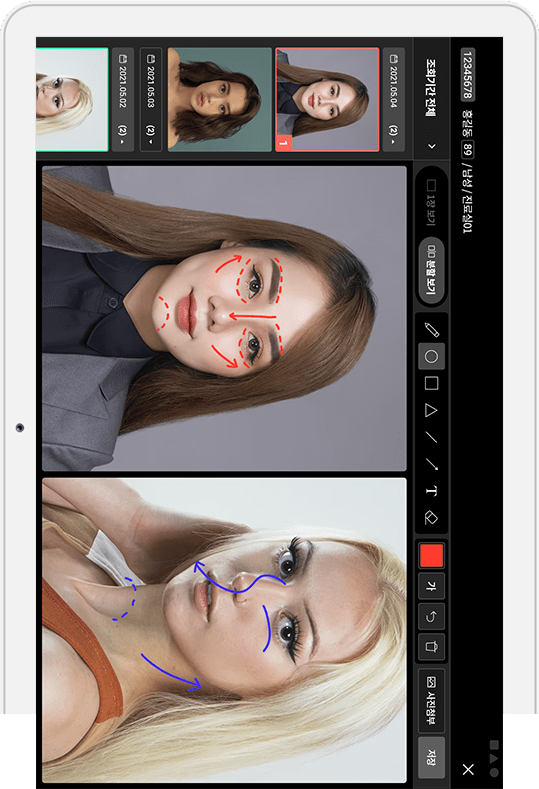 12345678 홍길동 89 / 남성 / 진료실01
조회기간 전체
1장 보기
분할 보기
T
가
사진첨부
저장
2021.05.04 (2)
1
2021.05.03 (2)
2021.05.02 (2)